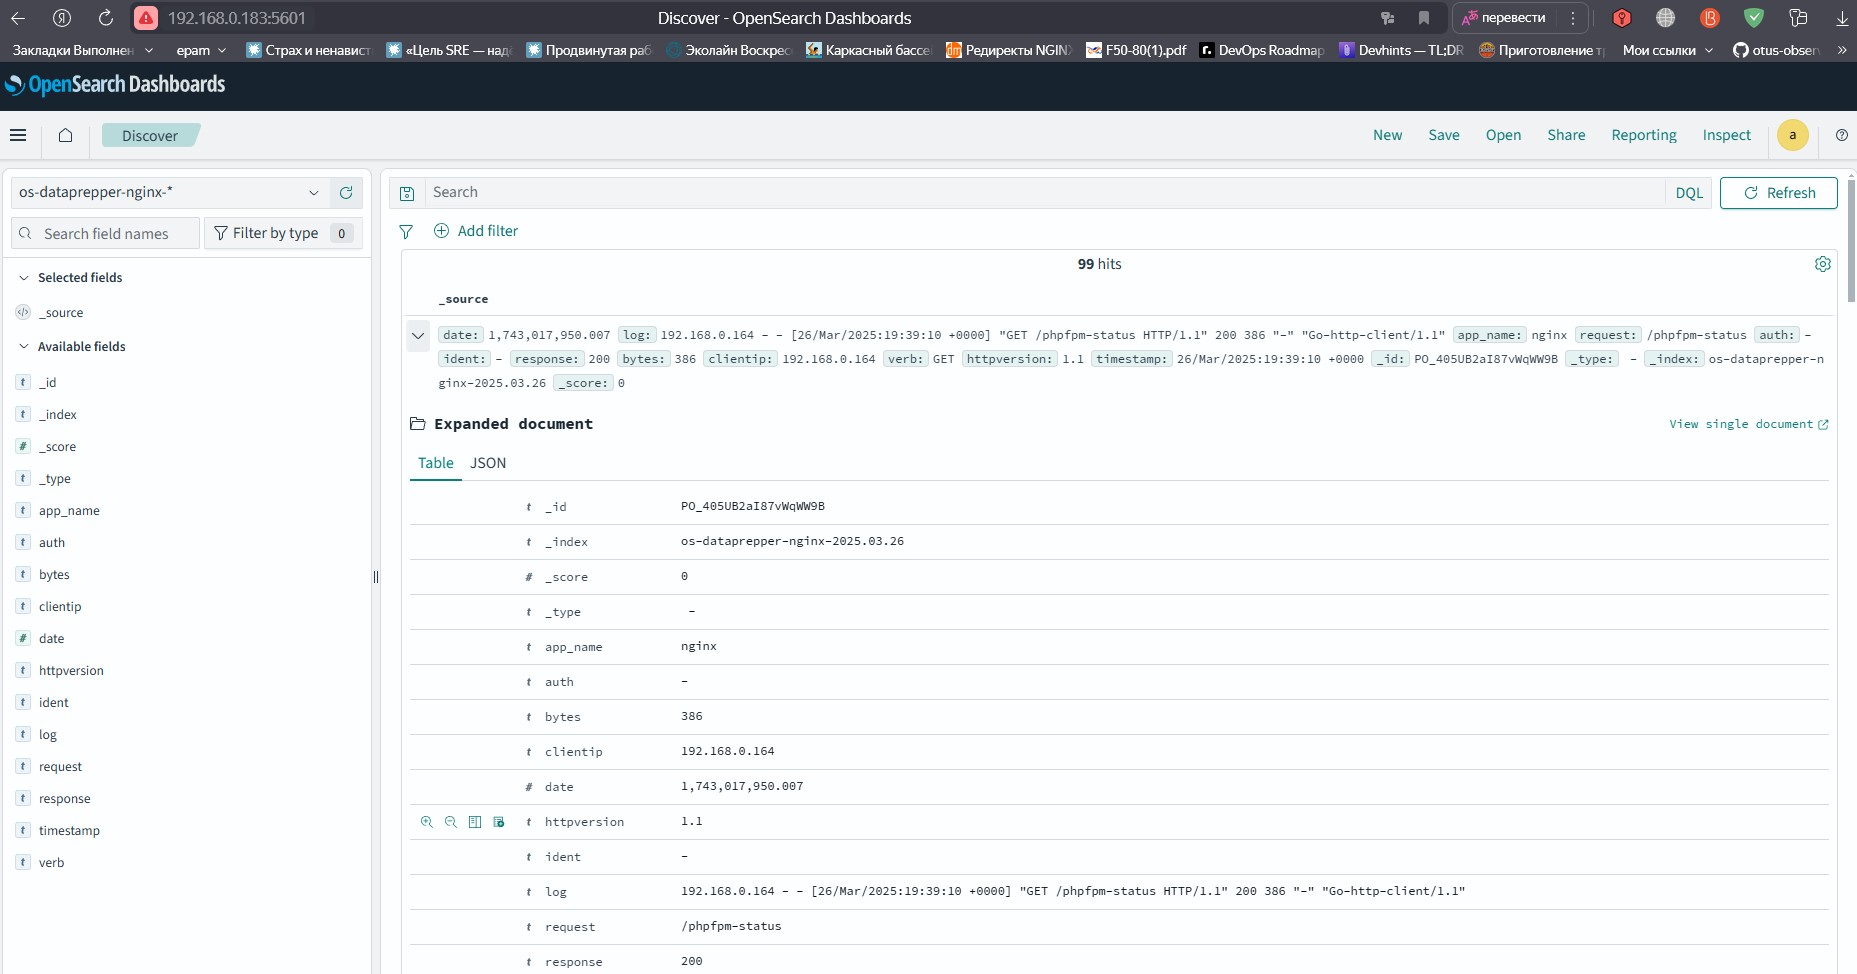 192.168.0.183:5601
Discover - OpenSearch Dashboards
перевести
Закладки Выполнен
epam
Страх и ненавист
«Цель SRE — над
Продвинутая раб
Эколайн Воскрес
Каркасный бассе
Редиректы NGIN
F50-80(1).pdf
DevOps Roadmap
Devhints — TL;DR
Приготовление т
Мои ссылки
otus-obser
OpenSearch Dashboards
Discover
New
Save
Open
Share
Reporting
Inspect
a
os-dataprepper-nginx-*
Search
DQL
Refresh
Search field names
Filter by type 0
Add filter
Selected fields
_source
Available fields
_id
_index
_score
_type
app_name
auth
bytes
clientip
date
httpversion
ident
log
request
response
timestamp
verb
99 hits
_source
date: 1,743,017,950.007 log: 192.168.0.164 - - [26/Mar/2025:19:39:10 +0000] "GET /phpfpm-status HTTP/1.1" 200 386 "-" "Go-http-client/1.1" app_name: nginx request: /phpfpm-status auth: -
ident: - response: 200 bytes: 386 clientip: 192.168.0.164 verb: GET httpversion: 1.1 timestamp: 26/Mar/2025:19:39:10 +0000 _id: PO_405UB2aI87vWqWW9B _type: - _index: os-dataprepper-n
ginx-2025.03.26 _score: 0
Expanded document
View single document
Table JSON
t _id PO_405UB2aI87vWqWW9B
t _index os-dataprepper-nginx-2025.03.26
# _score 0
t _type -
t app_name nginx
t auth -
t bytes 386
t clientip 192.168.0.164
# date 1,743,017,950.007
t httpversion 1.1
t ident -
t log 192.168.0.164 - - [26/Mar/2025:19:39:10 +0000] "GET /phpfpm-status HTTP/1.1" 200 386 "-" "Go-http-client/1.1"
t request /phpfpm-status
t response 200